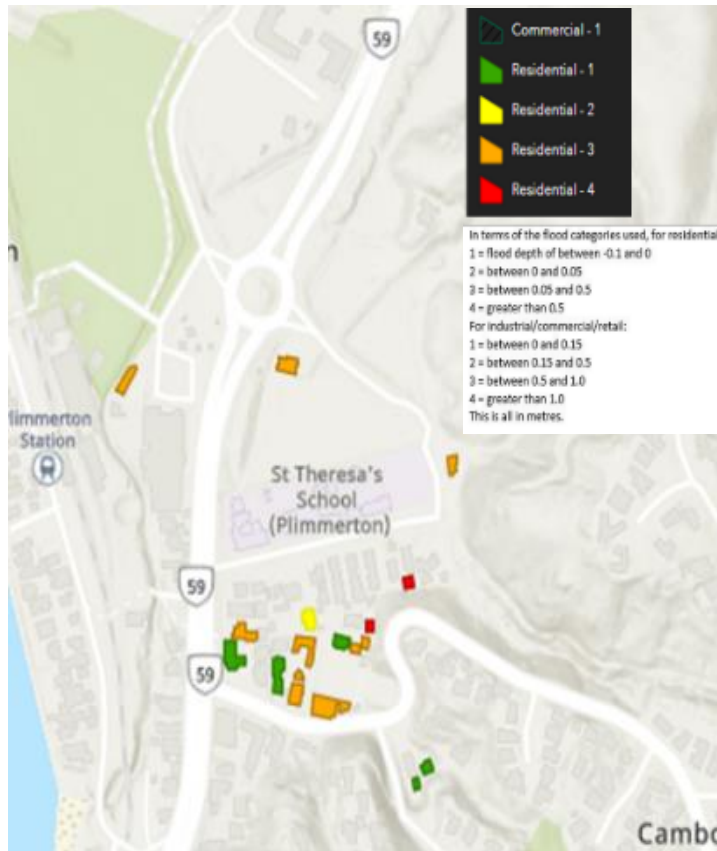 59
Commercial - 1
Residential - 1
Residential - 2
Residential - 3
Residential - 4
In terms of the flood categories used, for residential
1 = flood depth of between -0.1 and 0
2 = between 0 and 0.05
3 = between 0.05 and 0.5
4 = greater than 0.5
For industrial/commercial/retail:
1 = between 0 and 0.15
2 = between 0.15 and 0.5
3 = between 0.5 and 1.0
4 = greater than 1.0
This is all in metres.
n
limmerton
Station
St Theresa's
School
(Plimmerton)
59
59
Cambo